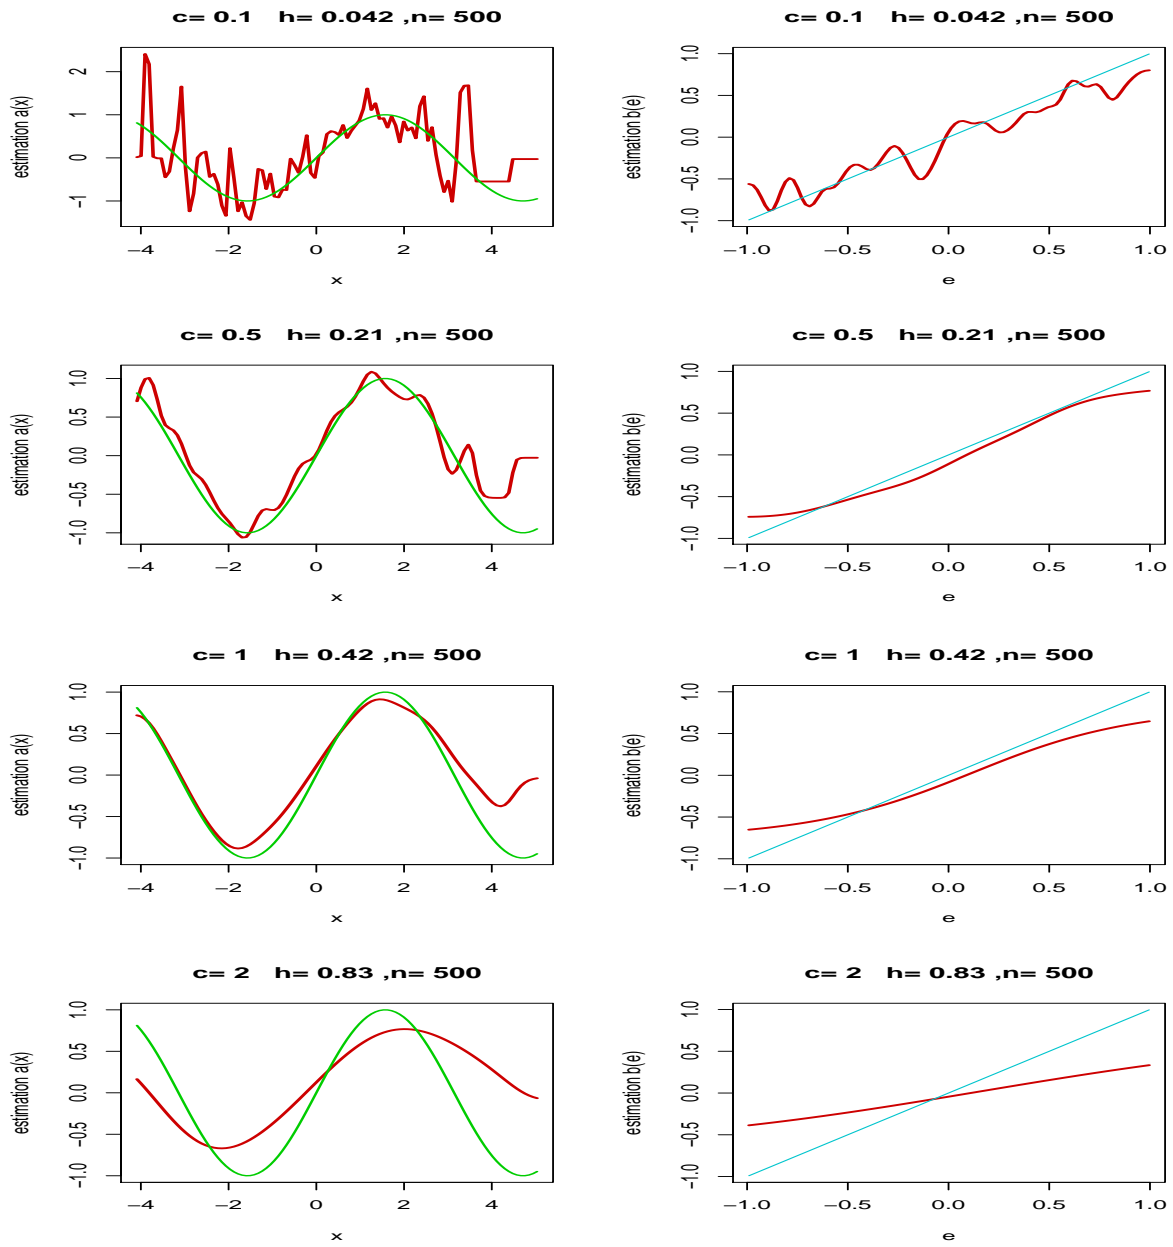 c= 0.1 h= 0.042 ,n= 500
estimation a(x)
2
1
0
−1
−4 −2 0 2 4
x
c= 0.1 h= 0.042 ,n= 500
estimation b(e)
1.0
0.5
0.0
−0.5
−1.0
−1.0 −0.5 0.0 0.5 1.0
e
c= 0.5 h= 0.21 ,n= 500
estimation a(x)
1.0
0.5
0.0
−0.5
−1.0
−4 −2 0 2 4
x
c= 0.5 h= 0.21 ,n= 500
estimation b(e)
1.0
0.5
0.0
−0.5
−1.0
−1.0 −0.5 0.0 0.5 1.0
e
c= 1 h= 0.42 ,n= 500
estimation a(x)
1.0
0.5
0.0
−0.5
−1.0
−4 −2 0 2 4
x
c= 1 h= 0.42 ,n= 500
estimation b(e)
1.0
0.5
0.0
−0.5
−1.0
−1.0 −0.5 0.0 0.5 1.0
e
c= 2 h= 0.83 ,n= 500
estimation a(x)
1.0
0.5
0.0
−0.5
−1.0
−4 −2 0 2 4
x
c= 2 h= 0.83 ,n= 500
estimation b(e)
1.0
0.5
0.0
−0.5
−1.0
−1.0 −0.5 0.0 0.5 1.0
e